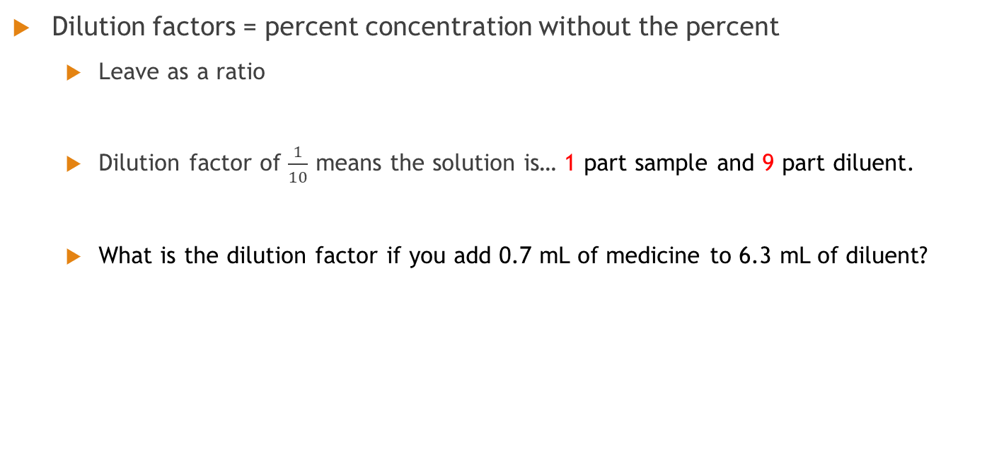 Dilution factors = percent concentration without the percent
Leave as a ratio
Dilution factor of 1/10 means the solution is… 1 part sample and 9 part diluent.
What is the dilution factor if you add 0.7 mL of medicine to 6.3 mL of diluent?